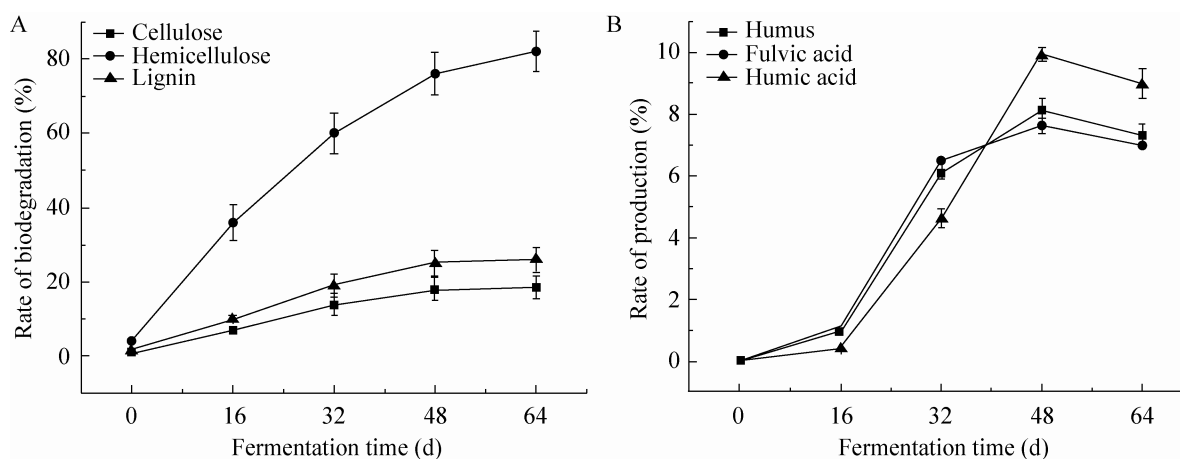 A
Cellulose
Hemicellulose
Lignin
Rate of biodegradation (%)
80
60
40
20
0
0 16 32 48 64
Fermentation time (d)
B
Humus
Fulvic acid
Humic acid
Rate of production (%)
10
8
6
4
2
0
0 16 32 48 64
Fermentation time (d)